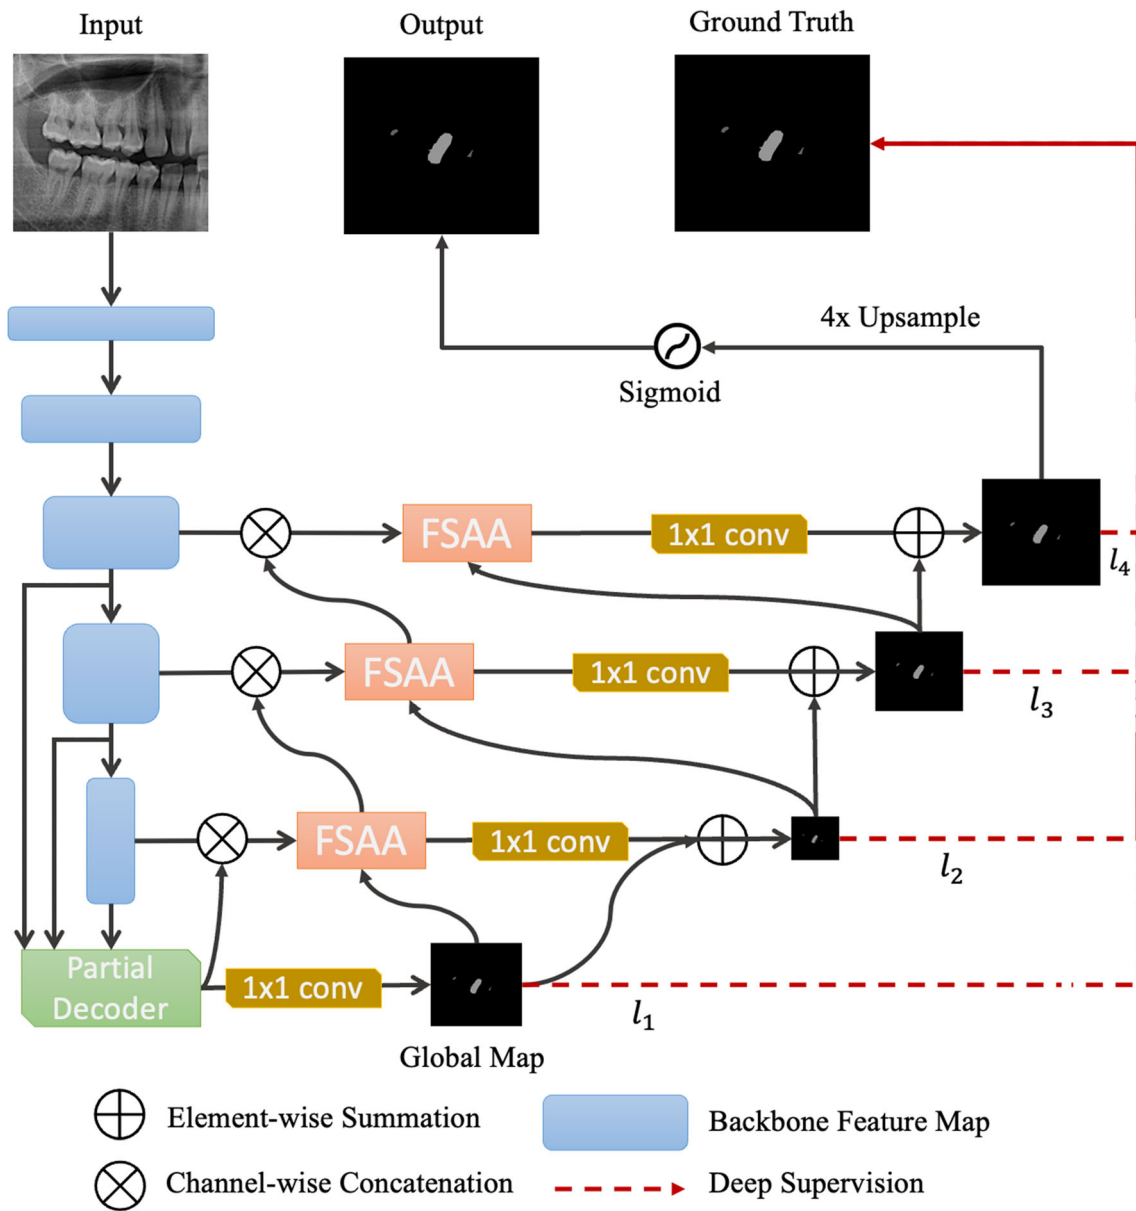 Input
Output
Ground Truth
4x Upsample
Sigmoid
FSAA
1x1 conv
l4
FSAA
1x1 conv
l3
FSAA
1x1 conv
l2
Partial
Decoder
1x1 conv
l1
Global Map
Element-wise Summation
Backbone Feature Map
Channel-wise Concatenation
Deep Supervision